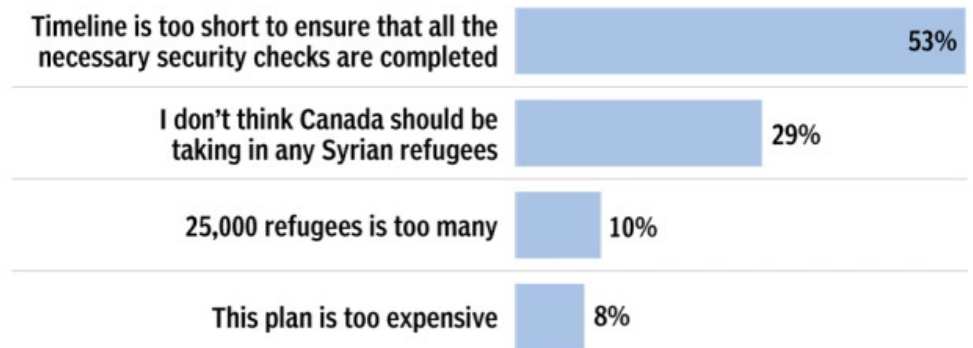 Timeline is too short to ensure that all the
necessary security checks are completed
53%
I don’t think Canada should be
taking in any Syrian refugees
29%
25,000 refugees is too many
10%
This plan is too expensive
8%